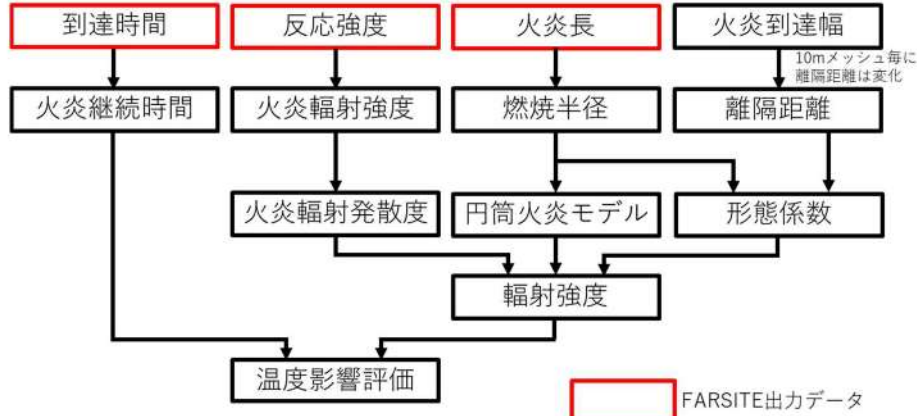 到達時間
反応強度
火炎長
火炎到達幅
10mメッシュ毎に
離隔距離は変化
火炎継続時間
火炎輻射強度
燃焼半径
離隔距離
火炎輻射発散度
円筒火炎モデル
形態係数
輻射強度
温度影響評価
FARSITE出力データ